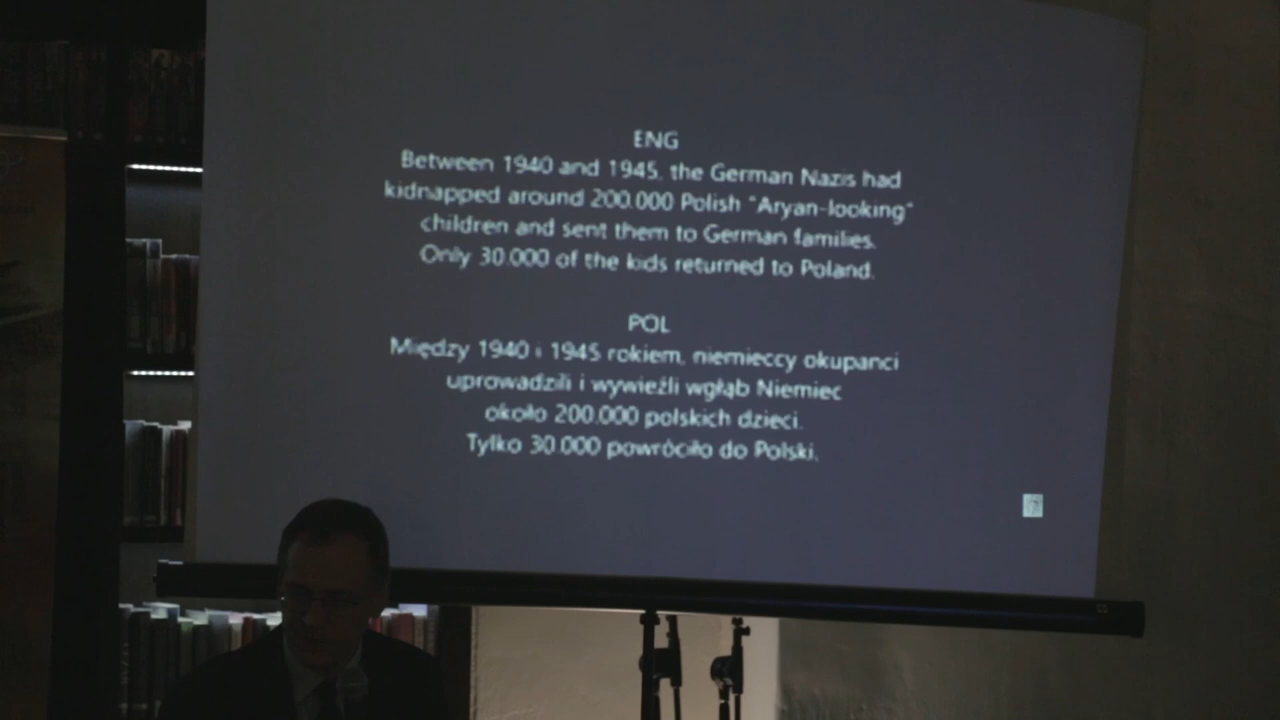 ENG
Between 1940 and 1945, the German Nazis had
kidnapped around 200.000 Polish "Aryan-looking"
children and sent them to German families.
Only 30.000 of the kids returned to Poland.
POL
Między 1940 i 1945 rokiem, niemieccy okupanci
uprowadzili i wywieźli wgłąb Niemiec
około 200.000 polskich dzieci.
Tylko 30.000 powróciło do Polski.